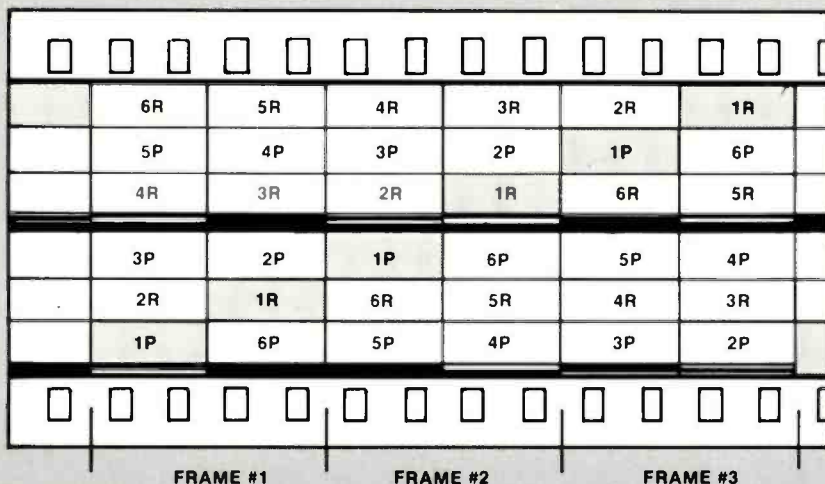 6R 5R 4R 3R 2R 1R
5P 4P 3P 2P 1P 6P
4R 3R 2R 1R 6R 5R
3P 2P 1P 6P 5P 4P
2R 1R 6R 5R 4R 3R
1P 6P 5P 4P 3P 2P
FRAME #1 FRAME #2 FRAME #3